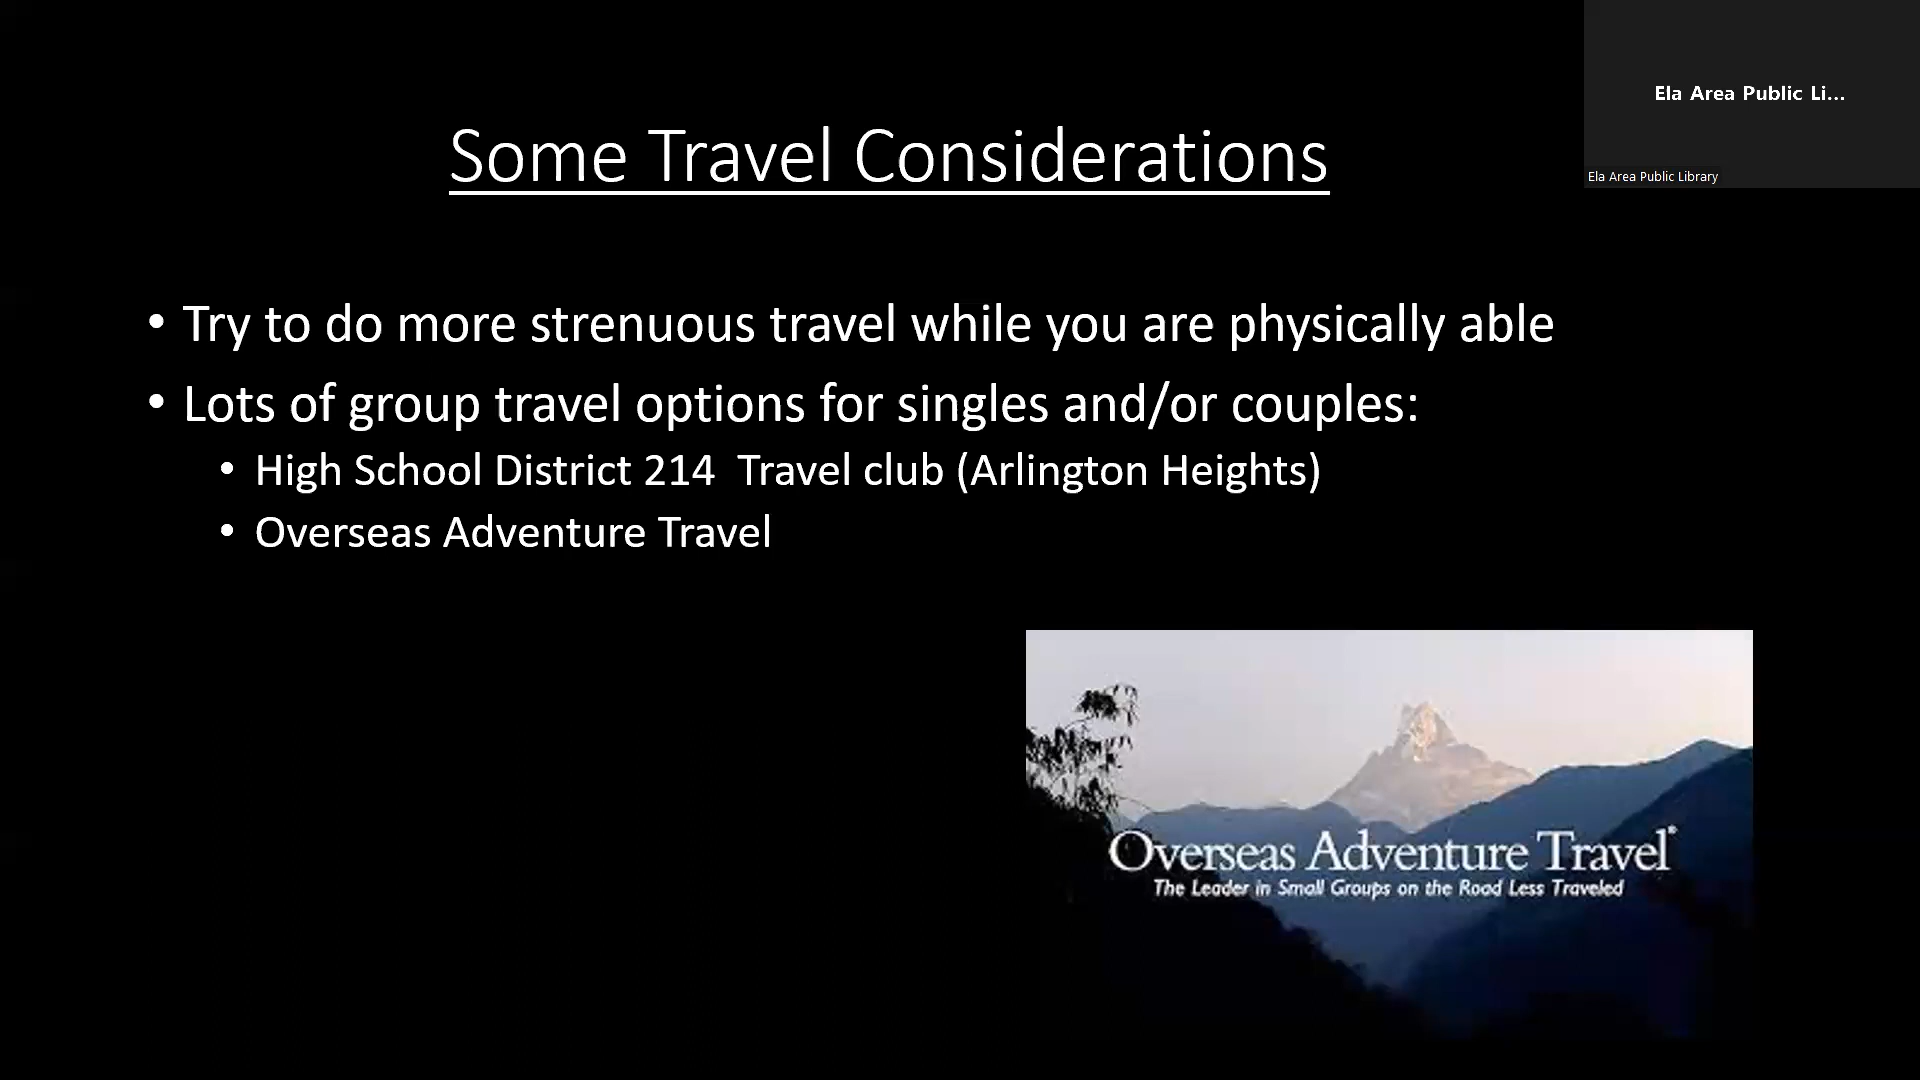 Ela Area Public Li...
Ela Area Public Library
Some Travel Considerations
• Try to do more strenuous travel while you are physically able
• Lots of group travel options for singles and/or couples:
• High School District 214  Travel club (Arlington Heights)
• Overseas Adventure Travel
Overseas Adventure Travel®
The Leader in Small Groups on the Road Less Traveled